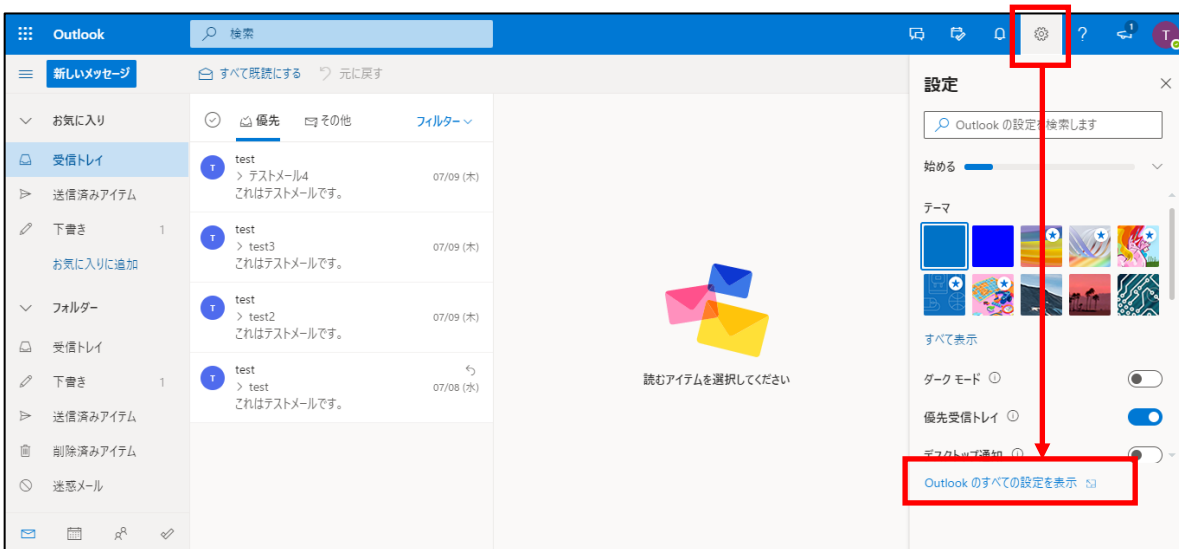 Outlook
検索
1
T
新しいメッセージ
すべて既読にする 元に戻す
お気に入り
受信トレイ
送信済みアイテム
下書き 1
お気に入りに追加
フォルダー
受信トレイ
下書き 1
送信済みアイテム
削除済みアイテム
迷惑メール
優先 その他 フィルター
T
test
> テストメール4 07/09 (木)
これはテストメールです。
T
test
> test3 07/09 (木)
これはテストメールです。
T
test
> test2 07/09 (木)
これはテストメールです。
T
test
> test 07/08 (水)
これはテストメールです。
読むアイテムを選択してください
設定
Outlook の設定を検索します
始める
テーマ
すべて表示
ダーク モード
優先受信トレイ
デスクトップ通知
Outlook のすべての設定を表示